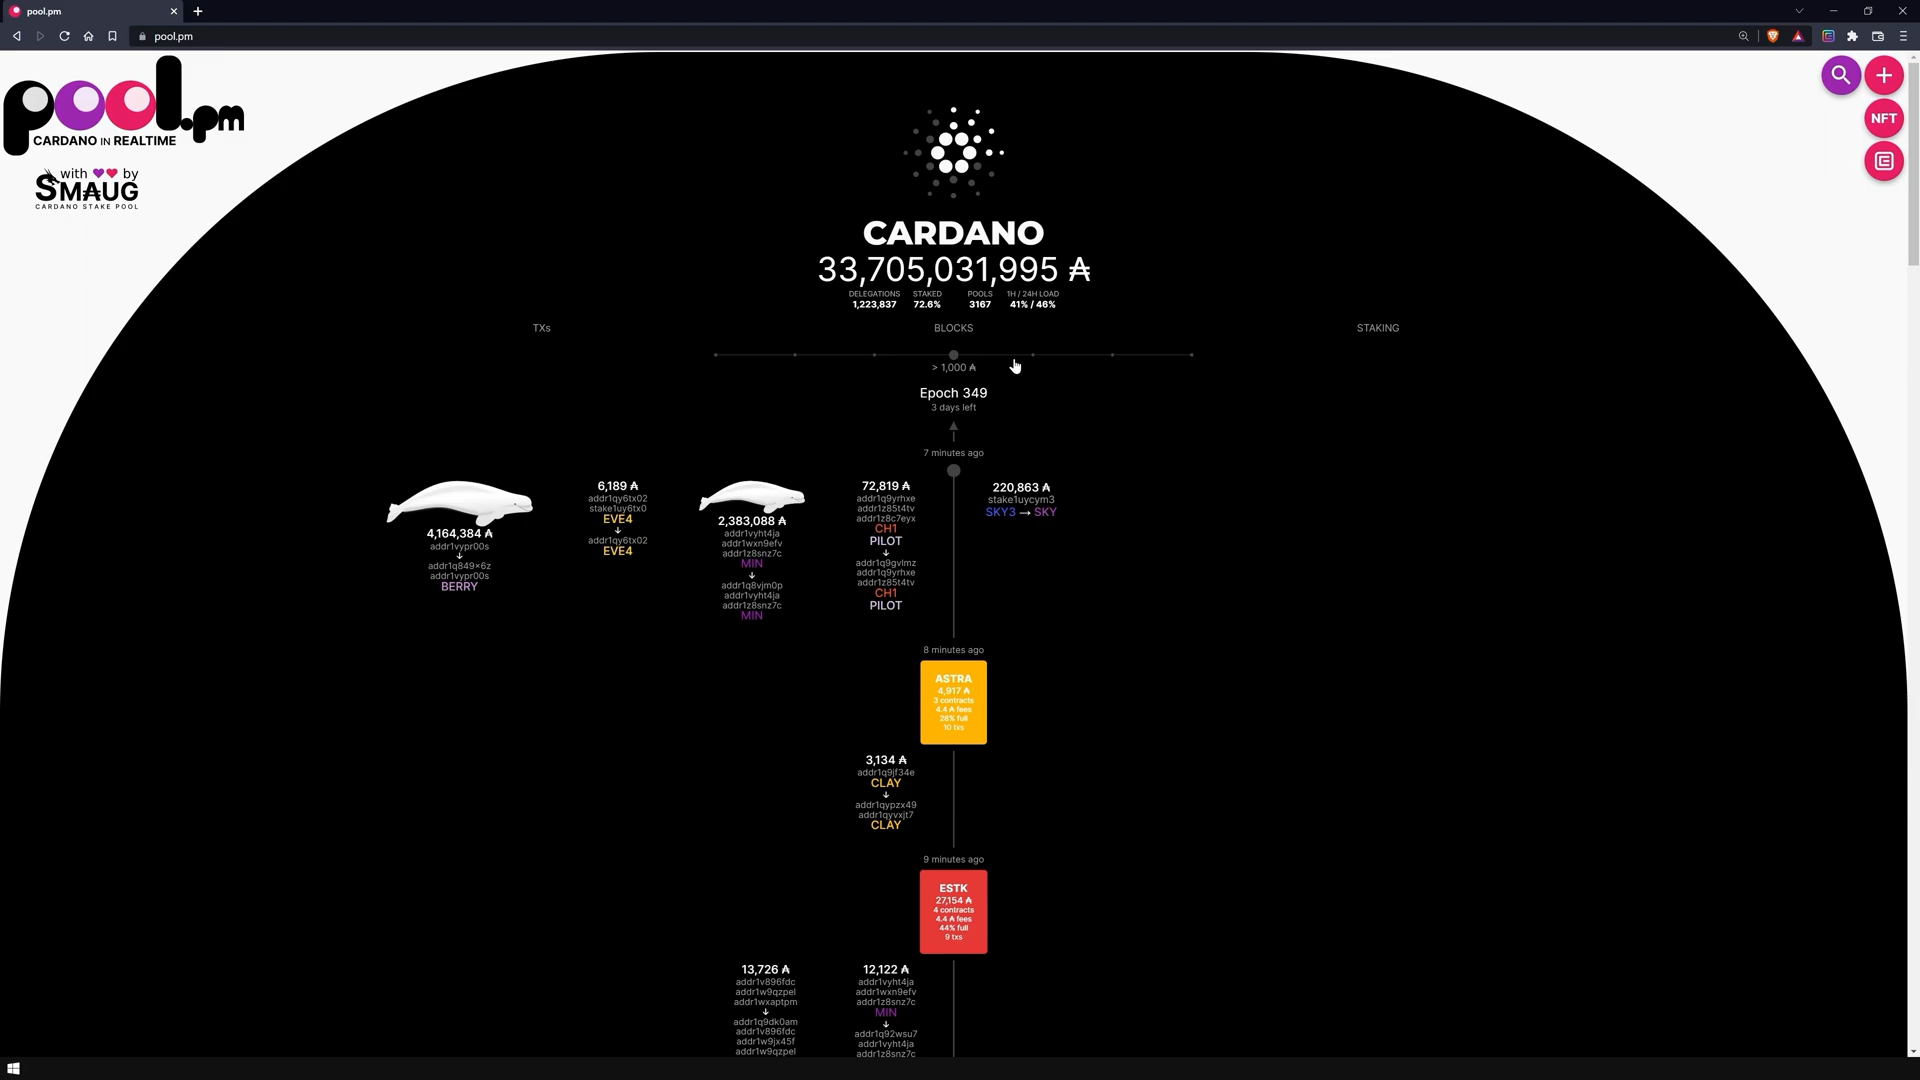 pool.pm
pool.pm
pool.pm
CARDANO IN REALTIME
with by
SMAUG
CARDANO STAKE POOL
NFT
CARDANO
33,705,031,995 ₳
DELEGATIONS STAKED POOLS 1H / 24H LOAD
1,223,837 72.6% 3167 41% / 46%
TXs BLOCKS STAKING
> 1,000 ₳
Epoch 349
3 days left
7 minutes ago
4,164,384 ₳
addr1vypr00s
↓
addr1q849x6z
addr1vypr00s
BERRY
6,189 ₳
addr1qy6tx02
stake1uy6tx0
EVE4
↓
addr1qy6tx02
EVE4
2,383,088 ₳
addr1vyht4ja
addr1wxn9efv
addr1z8snz7c
MIN
↓
addr1q8vjm0p
addr1vyht4ja
addr1z8snz7c
MIN
72,819 ₳
addr1q9yrhxe
addr1z85t4tv
addr1z8c7eyx
CH1
PILOT
↓
addr1q9gvlmz
addr1q9yrhxe
addr1z85t4tv
CH1
PILOT
220,863 ₳
stake1uycym3
SKY3 → SKY
8 minutes ago
ASTRA
4,917 ₳
3 contracts
4.4 ₳ fees
28% full
10 txs
3,134 ₳
addr1q9jf34e
CLAY
↓
addr1qypzx49
addr1qyvxjt7
CLAY
9 minutes ago
ESTK
27,154 ₳
4 contracts
4.4 ₳ fees
44% full
9 txs
13,726 ₳
addr1v896fdc
addr1w9qzpel
addr1wxaptpm
↓
addr1q9dk0am
addr1v896fdc
addr1w9jx45f
addr1w9qzpel
12,122 ₳
addr1vyht4ja
addr1wxn9efv
addr1z8snz7c
MIN
↓
addr1q92wsu7
addr1vyht4ja
addr1z8snz7c